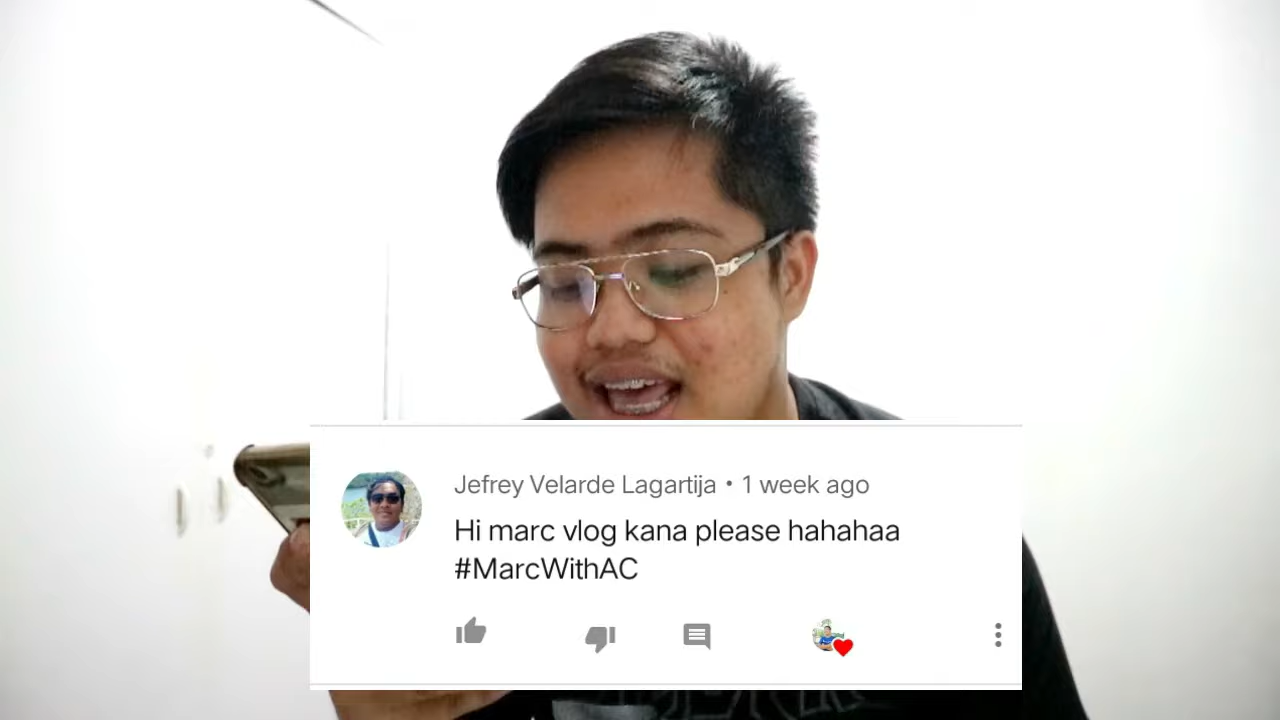 Jefrey Velarde Lagartija • 1 week ago
Hi marc vlog kana please hahahaa
#MarcWithAC